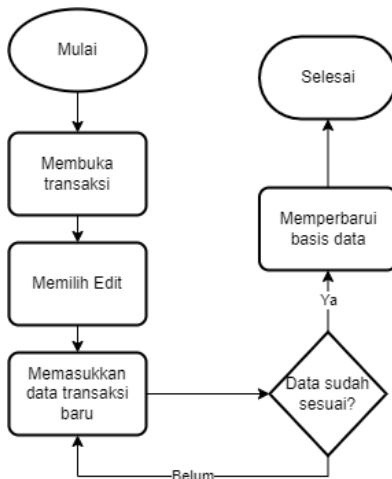 Mulai
Membuka
transaksi
Memilih Edit
Memasukkan
data transaksi
baru
Data sudah
sesuai?
Belum
Ya
Memperbarui
basis data
Selesai